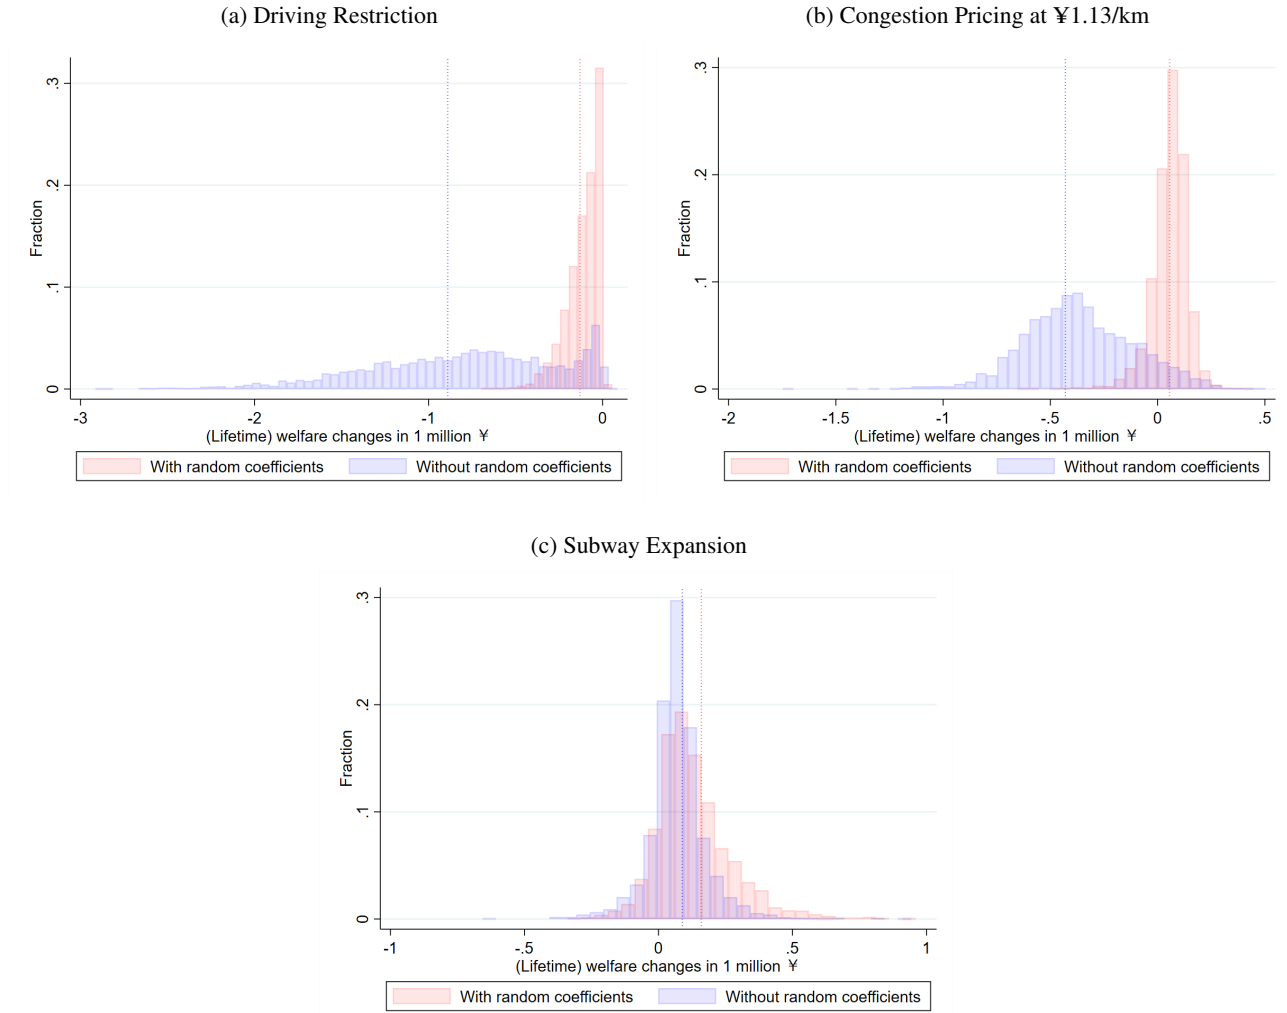 (a) Driving Restriction
Fraction
.3
.2
.1
0
-3
-2
-1
0
(Lifetime) welfare changes in 1 million ¥
With random coefficients
Without random coefficients
(b) Congestion Pricing at ¥1.13/km
Fraction
.3
.2
.1
0
-2
-1.5
-1
-.5
0
.5
(Lifetime) welfare changes in 1 million ¥
With random coefficients
Without random coefficients
(c) Subway Expansion
Fraction
.3
.2
.1
0
-1
-.5
0
.5
1
(Lifetime) welfare changes in 1 million ¥
With random coefficients
Without random coefficients